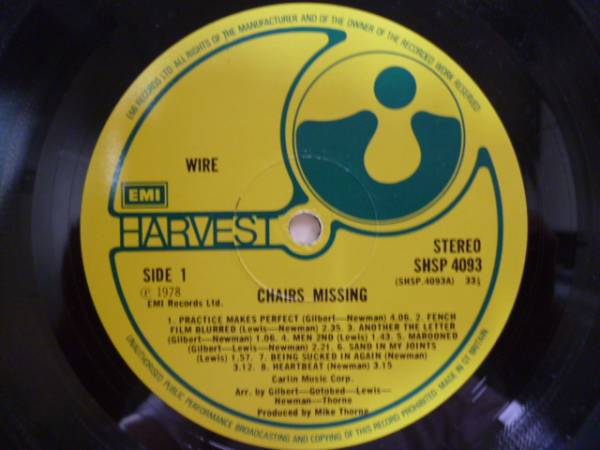 EMI RECORDS LTD. ALL RIGHTS OF THE MANUFACTURER AND OF THE OWNER OF THE RECORDED WORK RESERVED
WIRE
EMI
HARVEST
STEREO
SHSP 4093
(SHSP.4093A) 33⅓
SIDE 1
℗ 1978
EMI Records Ltd.
CHAIRS MISSING
1. PRACTICE MAKES PERFECT (Gilbert—Newman) 4.06. 2. FENCH
FILM BLURRED (Lewis—Newman) 2.35. 3. ANOTHER THE LETTER
(Gilbert—Newman) 1.06. 4. MEN 2ND (Lewis) 1.43. 5. MAROONED
(Gilbert—Lewis—Newman) 2.21. 6. SAND IN MY JOINTS
(Lewis) 1.57. 7. BEING SUCKED IN AGAIN (Newman)
3.12. 8. HEARTBEAT (Newman) 3.15
Carlin Music Corp.
Arr. by Gilbert—Gotobed—Lewis—
Newman—Thorne
Produced by Mike Thorne
UNAUTHORISED PUBLIC PERFORMANCE BROADCASTING AND COPYING OF THIS RECORD PROHIBITED MADE IN GT BRITAIN